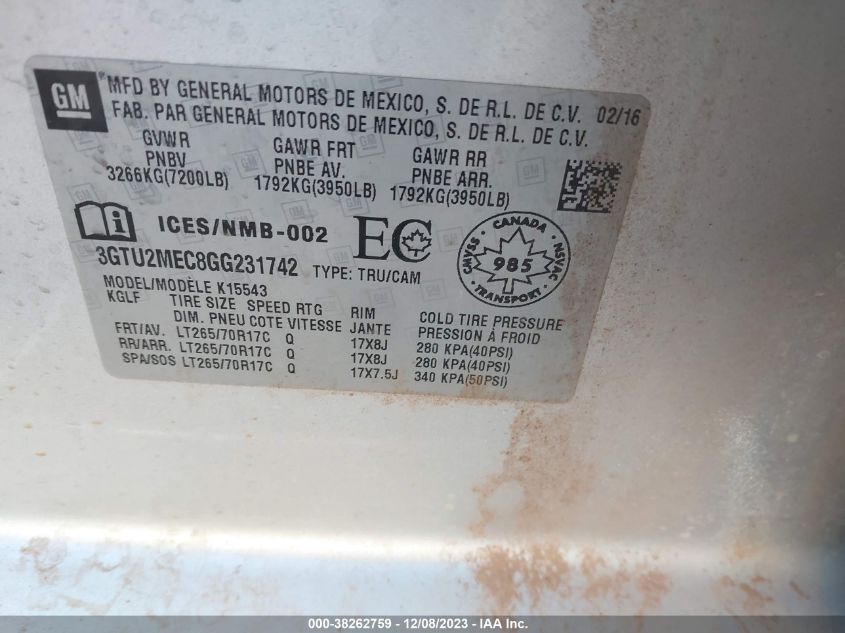 GM
MFD BY GENERAL MOTORS DE MEXICO, S. DE R.L. DE C.V. 02/16
FAB. PAR GENERAL MOTORS DE MEXICO, S. DE R.L. DE C.V.
GVWR GAWR FRT GAWR RR
PNBV PNBE AV. PNBE ARR.
3266KG(7200LB) 1792KG(3950LB) 1792KG(3950LB)
ICES/NMB-002 EC
CANADA
CMVSS 985 NSVAC
TRANSPORT
3GTU2MEC8GG231742 TYPE: TRU/CAM
MODEL/MODÈLE K15543
KGLF TIRE SIZE SPEED RTG RIM COLD TIRE PRESSURE
DIM. PNEU COTE VITESSE JANTE PRESSION À FROID
FRT/AV. LT265/70R17C Q 17X8J 280 KPA(40PSI)
RR/ARR. LT265/70R17C Q 17X8J 280 KPA(40PSI)
SPA/SOS LT265/70R17C Q 17X7.5J 340 KPA(50PSI)
000-38262759 - 12/08/2023 - IAA Inc.